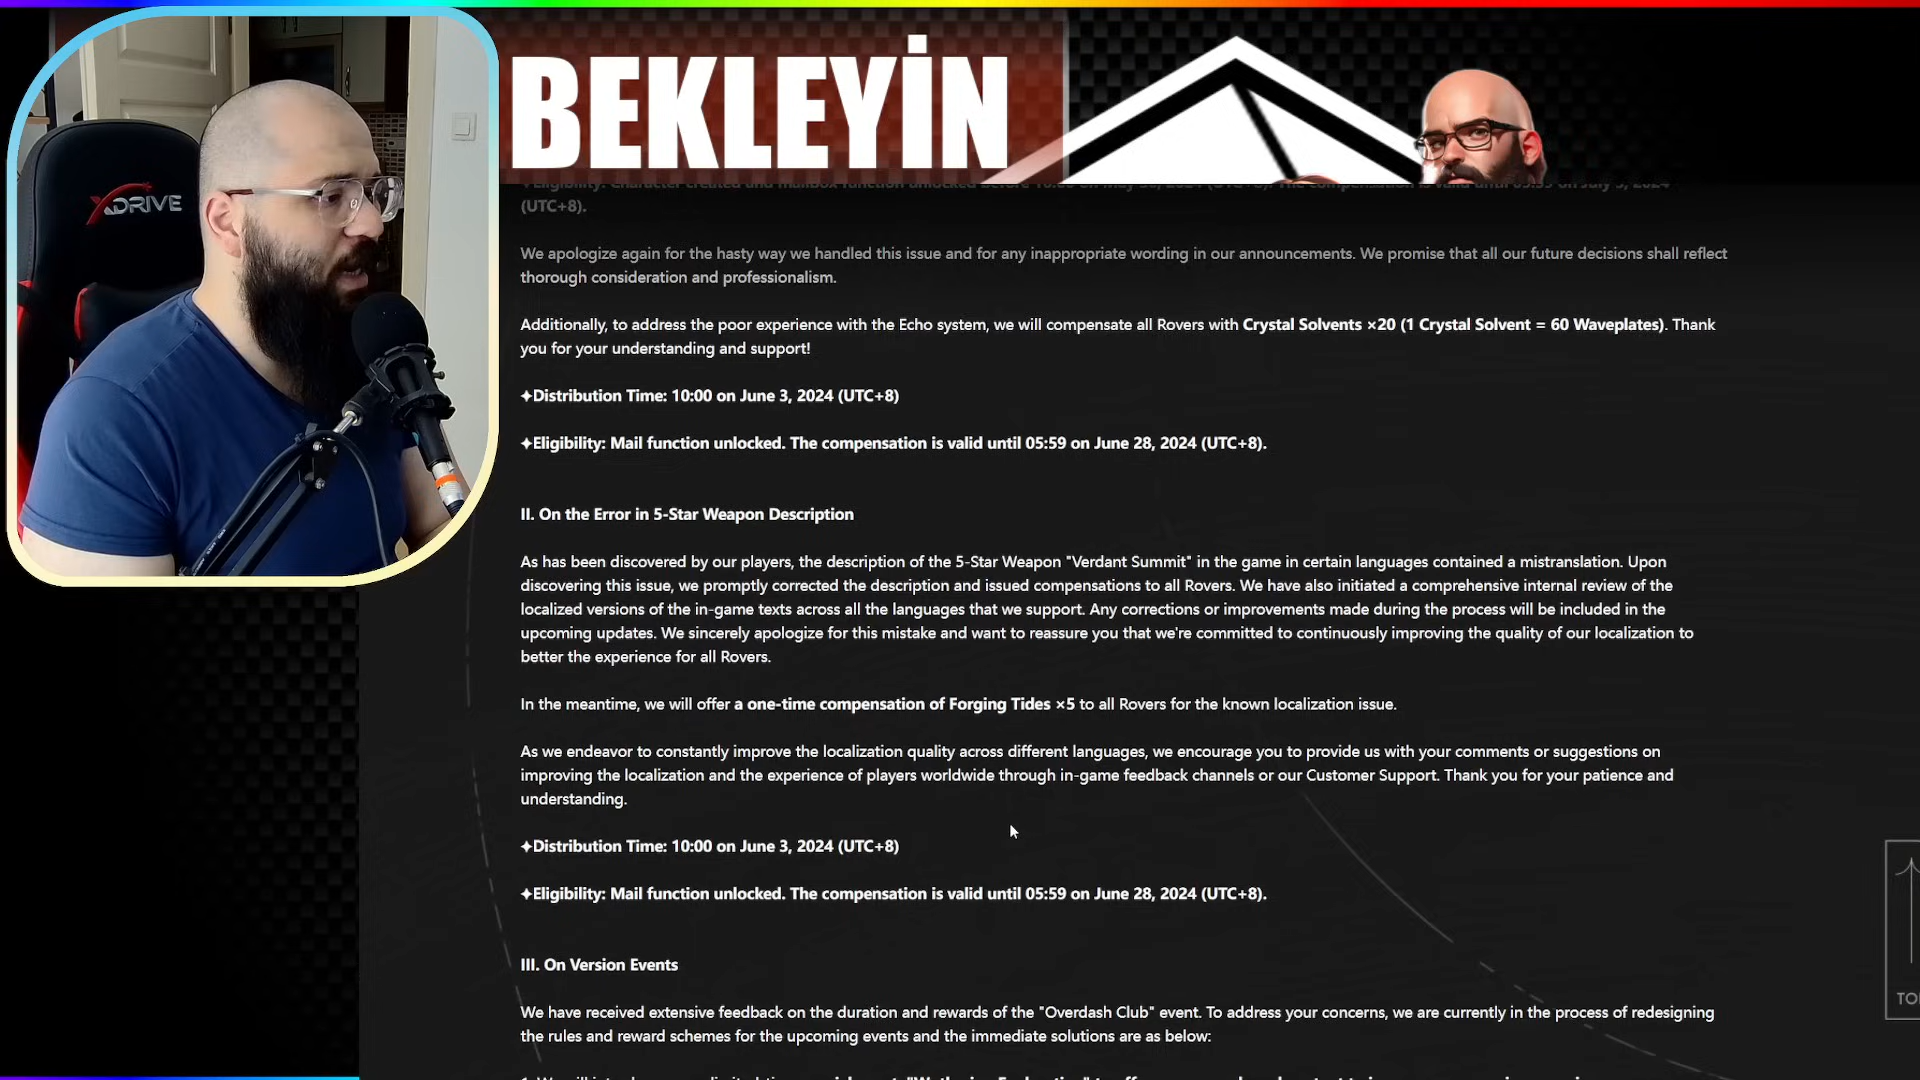 BEKLEYİN
XDRIVE
(UTC+8).
We apologize again for the hasty way we handled this issue and for any inappropriate wording in our announcements. We promise that all our future decisions shall reflect
thorough consideration and professionalism.
Additionally, to address the poor experience with the Echo system, we will compensate all Rovers with Crystal Solvents ×20 (1 Crystal Solvent = 60 Waveplates). Thank
you for your understanding and support!
✦Distribution Time: 10:00 on June 3, 2024 (UTC+8)
✦Eligibility: Mail function unlocked. The compensation is valid until 05:59 on June 28, 2024 (UTC+8).
II. On the Error in 5-Star Weapon Description
As has been discovered by our players, the description of the 5-Star Weapon "Verdant Summit" in the game in certain languages contained a mistranslation. Upon
discovering this issue, we promptly corrected the description and issued compensations to all Rovers. We have also initiated a comprehensive internal review of the
localized versions of the in-game texts across all the languages that we support. Any corrections or improvements made during the process will be included in the
upcoming updates. We sincerely apologize for this mistake and want to reassure you that we're committed to continuously improving the quality of our localization to
better the experience for all Rovers.
In the meantime, we will offer a one-time compensation of Forging Tides ×5 to all Rovers for the known localization issue.
As we endeavor to constantly improve the localization quality across different languages, we encourage you to provide us with your comments or suggestions on
improving the localization and the experience of players worldwide through in-game feedback channels or our Customer Support. Thank you for your patience and
understanding.
✦Distribution Time: 10:00 on June 3, 2024 (UTC+8)
✦Eligibility: Mail function unlocked. The compensation is valid until 05:59 on June 28, 2024 (UTC+8).
III. On Version Events
We have received extensive feedback on the duration and rewards of the "Overdash Club" event. To address your concerns, we are currently in the process of redesigning
the rules and reward schemes for the upcoming events and the immediate solutions are as below: